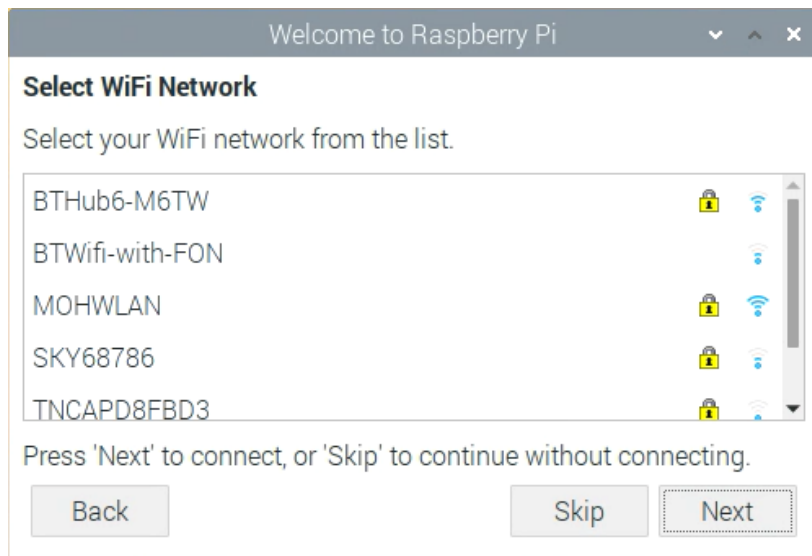 Welcome to Raspberry Pi
Select WiFi Network
Select your WiFi network from the list.
BTHub6-M6TW
BTWifi-with-FON
MOHWLAN
SKY68786
TNCAPD8FBD3
Press 'Next' to connect, or 'Skip' to continue without connecting.
Back Skip Next